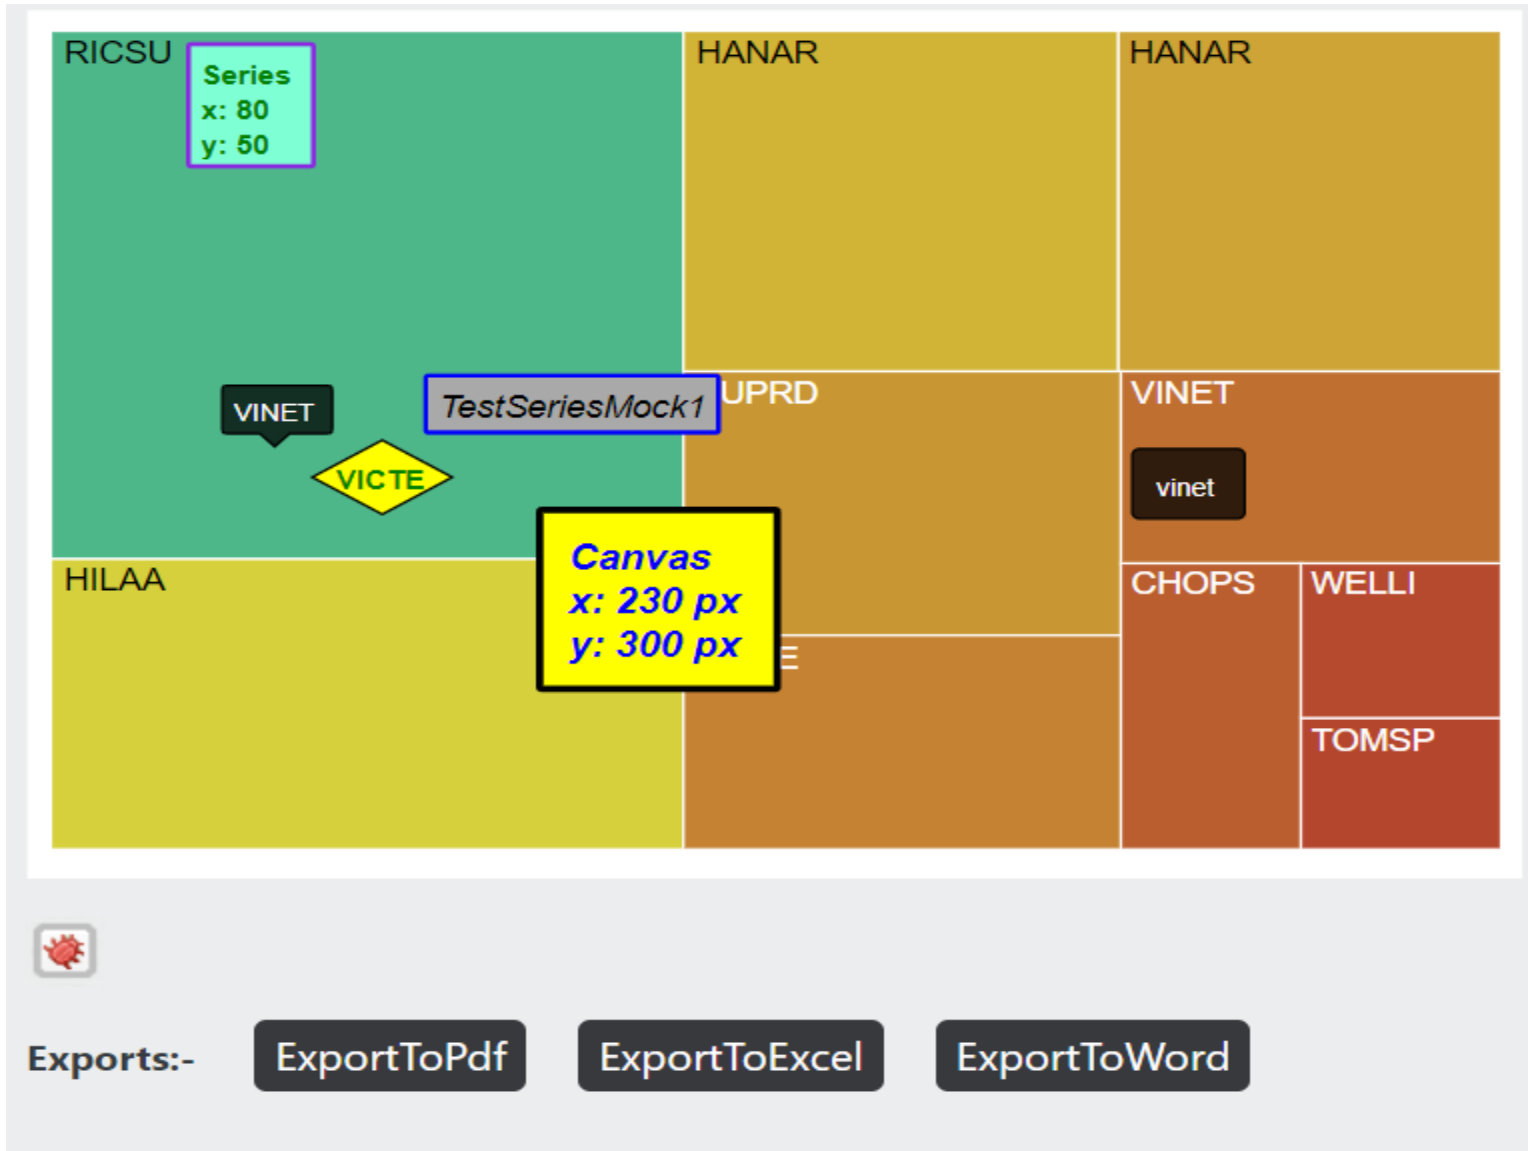 RICSU
Series
x: 80
y: 50
HANAR
HANAR
VINET
TestSeriesMock1
UPRD
VINET
VICTE
vinet
Canvas
x: 230 px
y: 300 px
HILAA
E
CHOPS
WELLI
TOMSP
Exports:-
ExportToPdf
ExportToExcel
ExportToWord